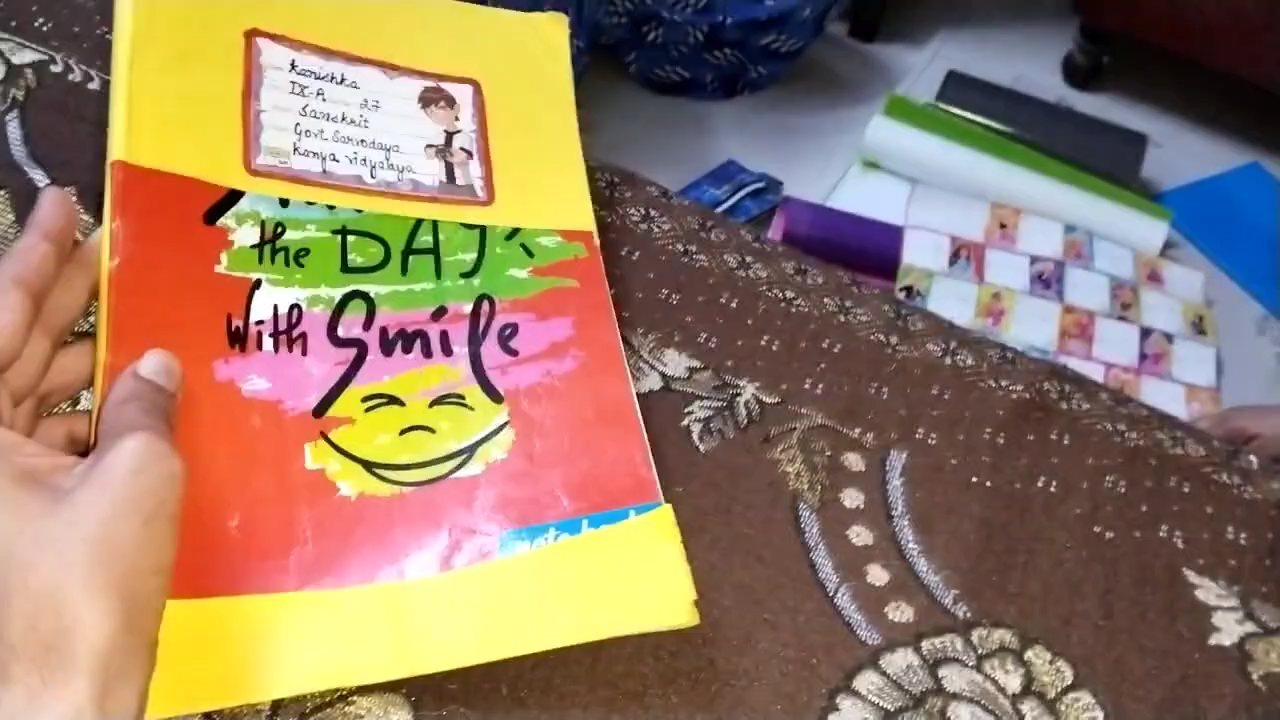 Kanishka
IX-A 27
Sanskrit
Govt Sarvodaya
Kanya vidyalaya
the DAY
with Smile